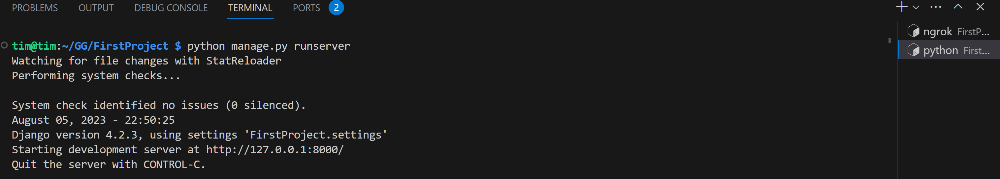 PROBLEMS OUTPUT DEBUG CONSOLE TERMINAL PORTS 2
tim@tim:~/GG/FirstProject $ python manage.py runserver
Watching for file changes with StatReloader
Performing system checks...
System check identified no issues (0 silenced).
August 05, 2023 - 22:50:25
Django version 4.2.3, using settings 'FirstProject.settings'
Starting development server at http://127.0.0.1:8000/
Quit the server with CONTROL-C.
ngrok FirstP...
python First...